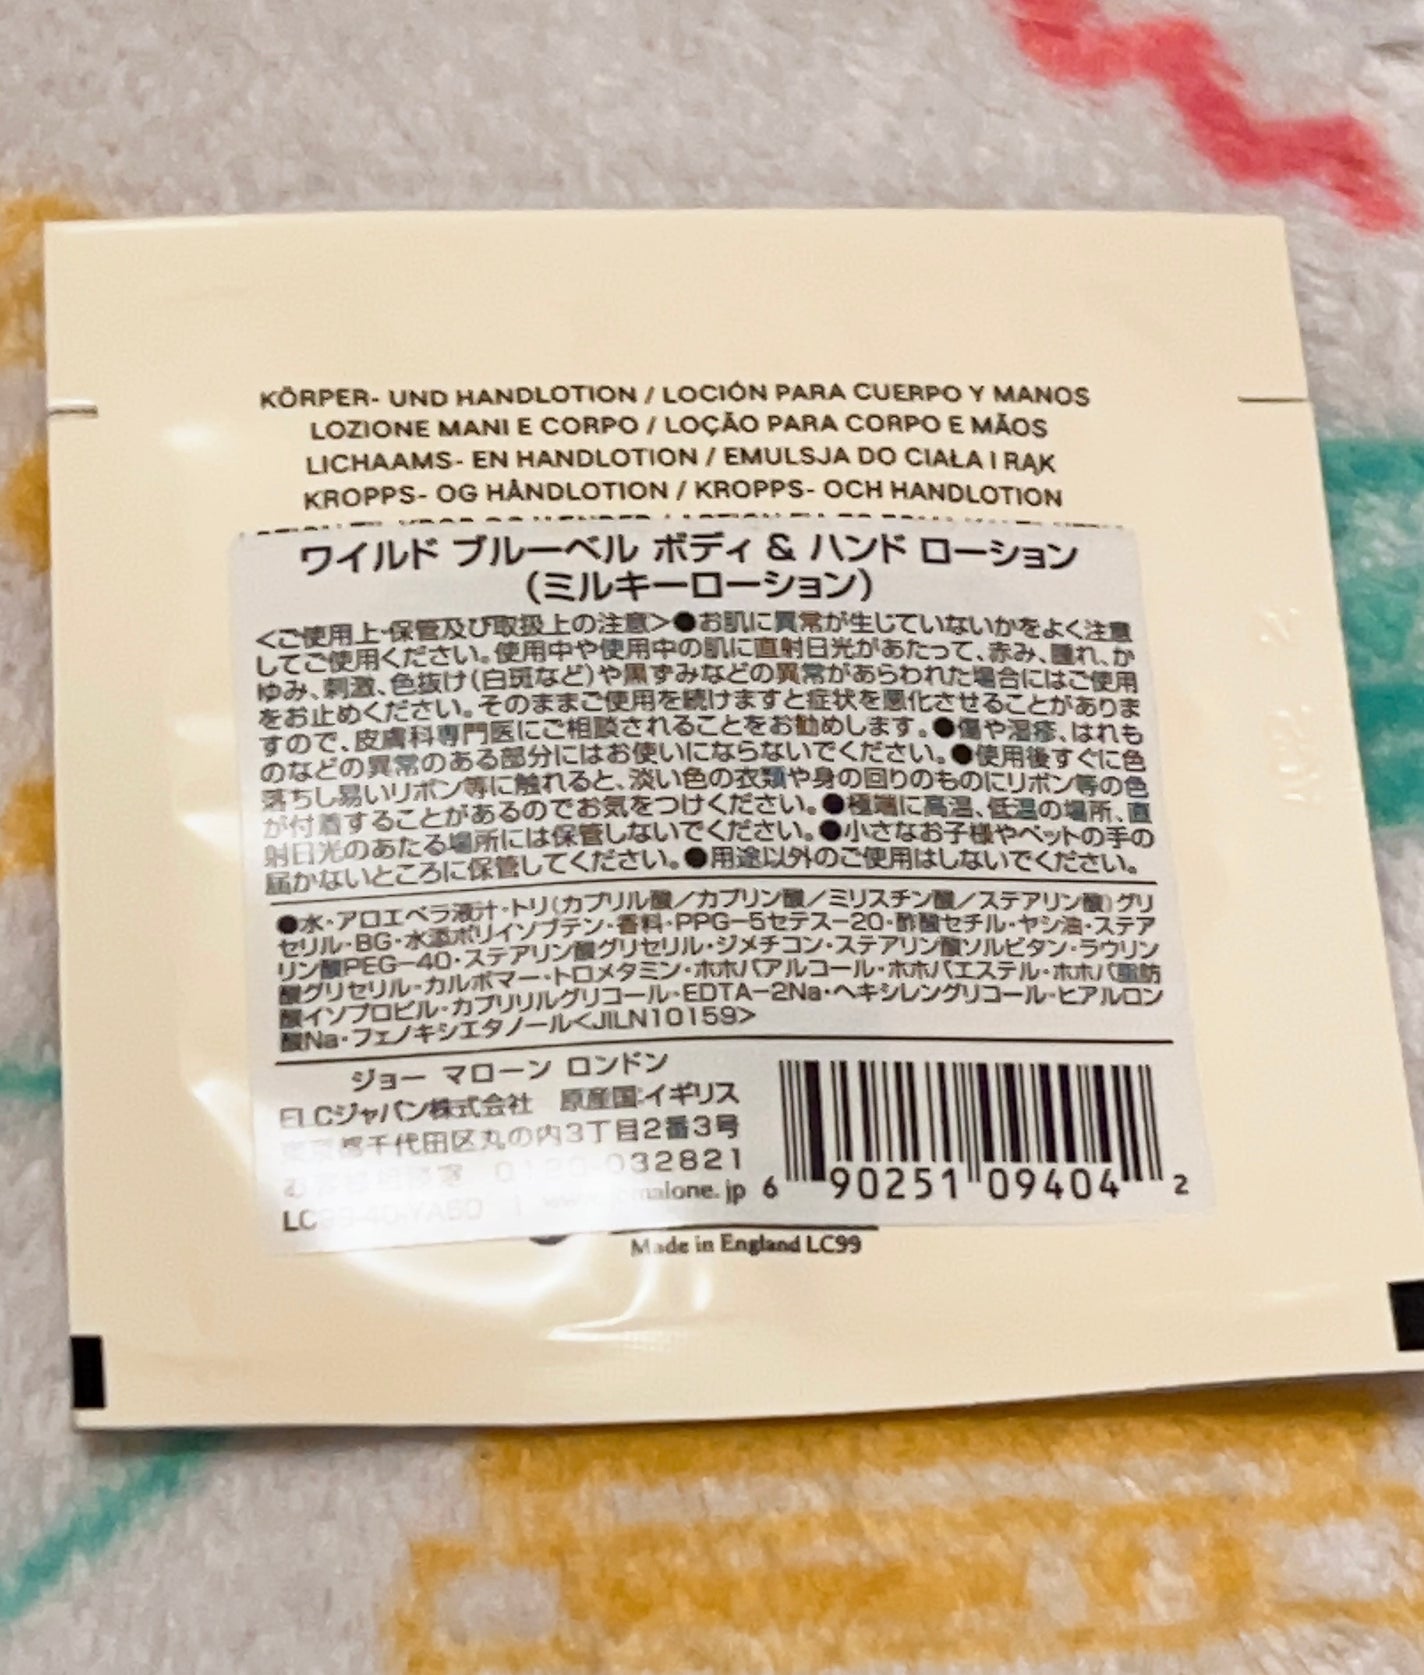 KÖRPER- UND HANDLOTION / LOCIÓN PARA CUERPO Y MANOS
LOZIONE MANI E CORPO / LOÇÃO PARA CORPO E MÃOS
LICHAAMS- EN HANDLOTION / EMULSJA DO CIAŁA I RĄK
KROPPS- OG HÅNDLOTION / KROPPS- OCH HANDLOTION
ワイルド ブルーベル ボディ & ハンド ローション
(ミルキーローション)
<ご使用上・保管及び取扱上の注意>●お肌に異常が生じていないかをよく注意
してご使用ください。使用中や使用中の肌に直射日光があたって、赤み、腫れ、か
ゆみ、刺激、色抜け(白斑など)や黒ずみなどの異常があらわれた場合にはご使用
をお止めください。そのままご使用を続けますと症状を悪化させることがありま
すので、皮膚科専門医にご相談されることをお勧めします。●傷や湿疹、はれも
のなどの異常のある部分にはお使いにならないでください。●使用後すぐに色
落ちし易いリボン等に触れると、淡い色の衣類や身の回りのものにリボン等の色
が付着することがあるのでお気をつけください。●極端に高温、低温の場所、直
射日光のあたる場所には保管しないでください。●小さなお子様やペットの手の
届かないところに保管してください。●用途以外のご使用はしないでください。
●水・アロエベラ液汁・トリ(カプリル酸/カプリン酸/ミリスチン酸/ステアリン酸)グリ
セリル・BG・水添ポリイソブテン・香料・PPG-5セテス-20・酢酸セチル・ヤシ油・ステア
リン酸PEG-40・ステアリン酸グリセリル・ジメチコン・ステアリン酸ソルビタン・ラウリン
酸グリセリル・カルボマー・トロメタミン・ホホバアルコール・ホホバエステル・ホホバ脂肪
酸イソプロピル・カプリリルグリコール・EDTA-2Na・ヘキシレングリコール・ヒアルロン
酸Na・フェノキシエタノール<JILN10159>
ジョー マローン ロンドン
ELCジャパン株式会社 原産国:イギリス
千代田区丸の内3丁目2番3号
032821
malone.jp
6 90251 09404 2
Made in England LC99